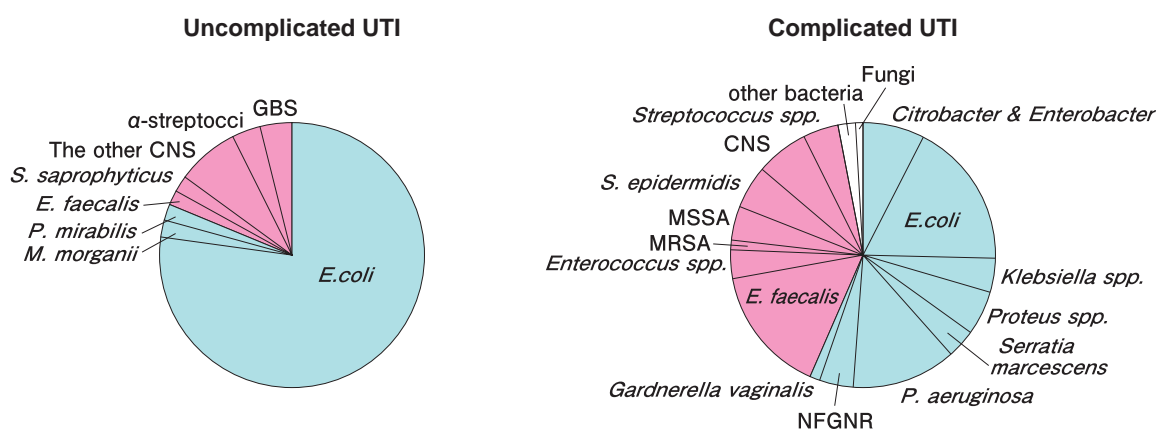 Uncomplicated UTI
GBS
α-streptocci
The other CNS
S. saprophyticus
E. faecalis
P. mirabilis
M. morganii
E.coli
Complicated UTI
Fungi
other bacteria
Streptococcus spp.
Citrobacter & Enterobacter
CNS
S. epidermidis
E.coli
MSSA
MRSA
Enterococcus spp.
Klebsiella spp.
E. faecalis
Proteus spp.
Serratia
marcescens
Gardnerella vaginalis
P. aeruginosa
NFGNR